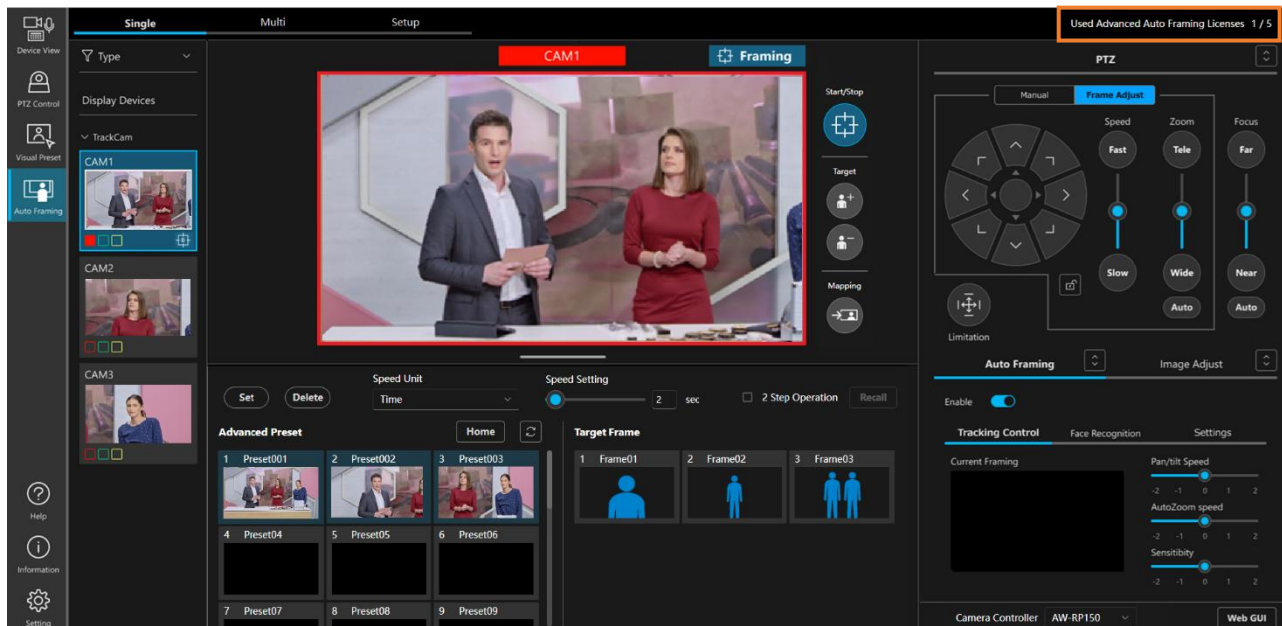 Device View
PTZ Control
Visual Preset
Auto Framing
Help
Information
Setting
Single
Multi
Setup
Used Advanced Auto Framing Licenses 1 / 5
Type
Display Devices
TrackCam
CAM1
CAM2
CAM3
CAM1
Framing
Start/Stop
Target
Mapping
Set
Delete
Speed Unit
Time
Speed Setting
2 sec
2 Step Operation
Recall
Advanced Preset
Home
1 Preset001
2 Preset002
3 Preset003
4 Preset04
5 Preset05
6 Preset06
7 Preset07
8 Preset08
9 Preset09
Target Frame
1 Frame01
2 Frame02
3 Frame03
PTZ
Manual
Frame Adjust
Speed
Zoom
Focus
Fast
Tele
Far
Slow
Wide
Near
Auto
Auto
Limitation
Auto Framing
Image Adjust
Enable
Tracking Control
Face Recognition
Settings
Current Framing
Pan/tilt Speed
-2 -1 0 1 2
AutoZoom speed
-2 -1 0 1 2
Sensitibity
-2 -1 0 1 2
Camera Controller
AW-RP150
Web GUI